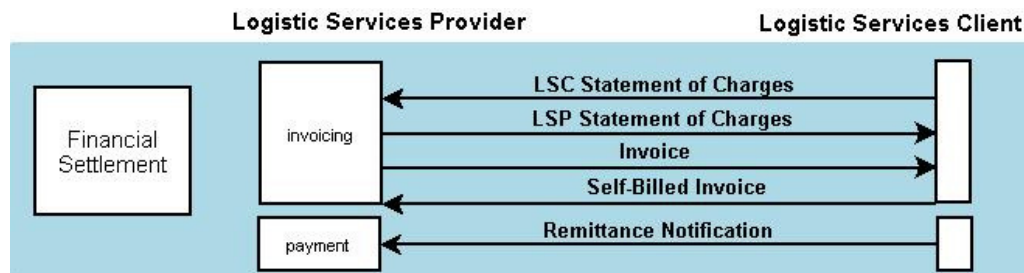 Logistic Services Provider
Logistic Services Client
Financial
Settlement
invoicing
LSC Statement of Charges
LSP Statement of Charges
Invoice
Self-Billed Invoice
payment
Remittance Notification